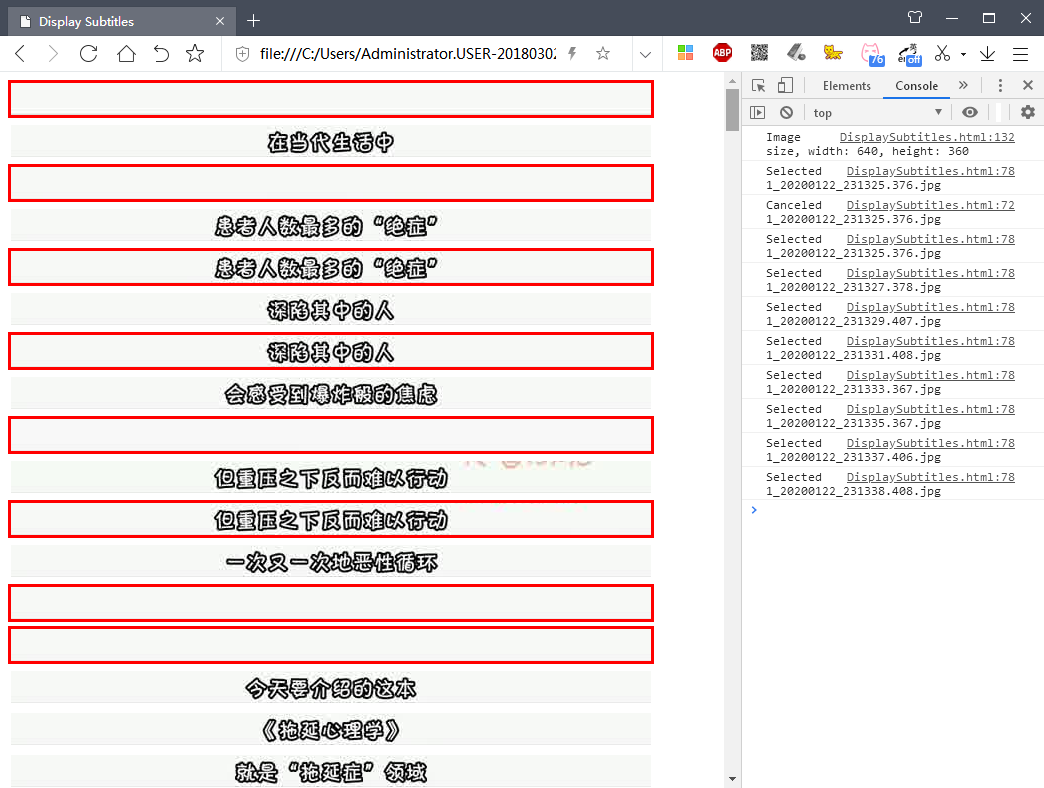 Display Subtitles
file:///C:/Users/Administrator.USER-20180302
ABP
76
英
en
off
Elements
Console
top
在当代生活中
患者人数最多的“绝症”
患者人数最多的“绝症”
深陷其中的人
深陷其中的人
会感受到爆炸般的焦虑
但重压之下反而难以行动
但重压之下反而难以行动
一次又一次地恶性循环
今天要介绍的这本
《拖延心理学》
就是“拖延症”领域
Image DisplaySubtitles.html:132
size, width: 640, height: 360
Selected DisplaySubtitles.html:78
1_20200122_231325.376.jpg
Canceled DisplaySubtitles.html:72
1_20200122_231325.376.jpg
Selected DisplaySubtitles.html:78
1_20200122_231325.376.jpg
Selected DisplaySubtitles.html:78
1_20200122_231327.378.jpg
Selected DisplaySubtitles.html:78
1_20200122_231329.407.jpg
Selected DisplaySubtitles.html:78
1_20200122_231331.408.jpg
Selected DisplaySubtitles.html:78
1_20200122_231333.367.jpg
Selected DisplaySubtitles.html:78
1_20200122_231335.367.jpg
Selected DisplaySubtitles.html:78
1_20200122_231337.406.jpg
Selected DisplaySubtitles.html:78
1_20200122_231338.408.jpg